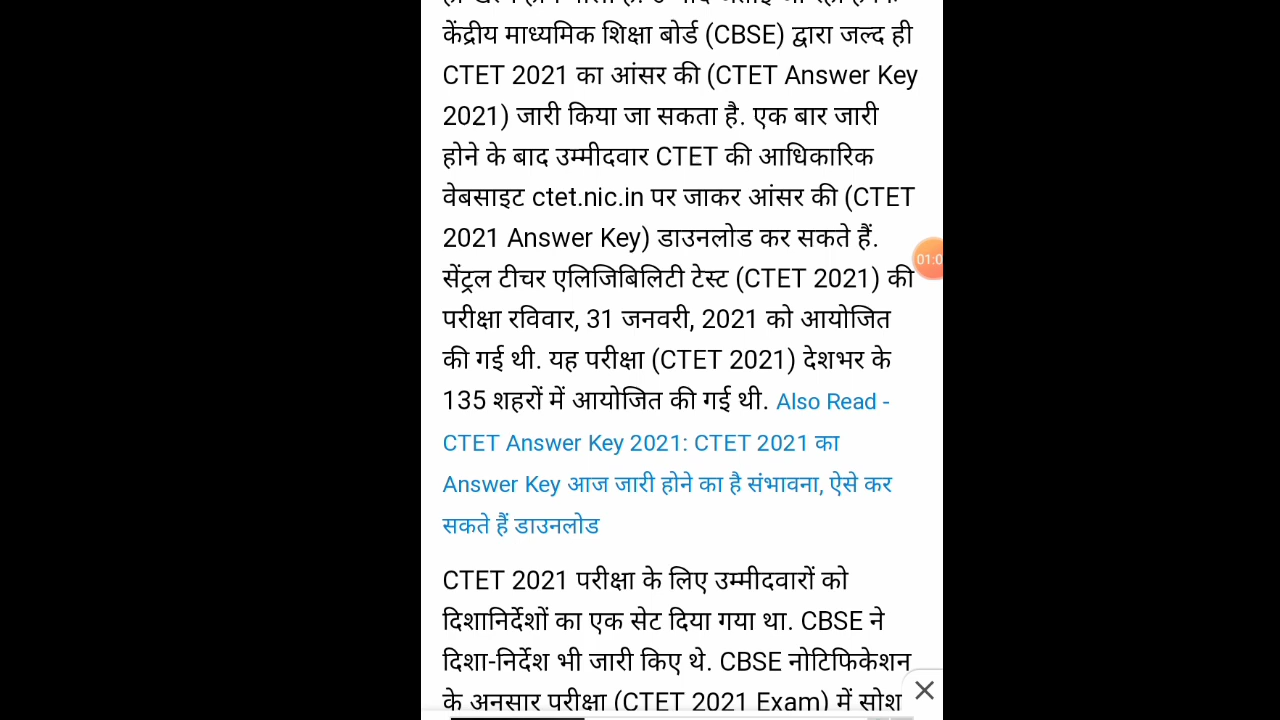 केंद्रीय माध्यमिक शिक्षा बोर्ड (CBSE) द्वारा जल्द ही
CTET 2021 का आंसर की (CTET Answer Key
2021) जारी किया जा सकता है. एक बार जारी
होने के बाद उम्मीदवार CTET की आधिकारिक
वेबसाइट ctet.nic.in पर जाकर आंसर की (CTET
2021 Answer Key) डाउनलोड कर सकते हैं.
सेंट्रल टीचर एलिजिबिलिटी टेस्ट (CTET 2021) की
परीक्षा रविवार, 31 जनवरी, 2021 को आयोजित
की गई थी. यह परीक्षा (CTET 2021) देशभर के
135 शहरों में आयोजित की गई थी. Also Read -
CTET Answer Key 2021: CTET 2021 का
Answer Key आज जारी होने का है संभावना, ऐसे कर
सकते हैं डाउनलोड
CTET 2021 परीक्षा के लिए उम्मीदवारों को
दिशानिर्देशों का एक सेट दिया गया था. CBSE ने
दिशा-निर्देश भी जारी किए थे. CBSE नोटिफिकेशन
के अनुसार परीक्षा (CTET 2021 Exam) में सोश